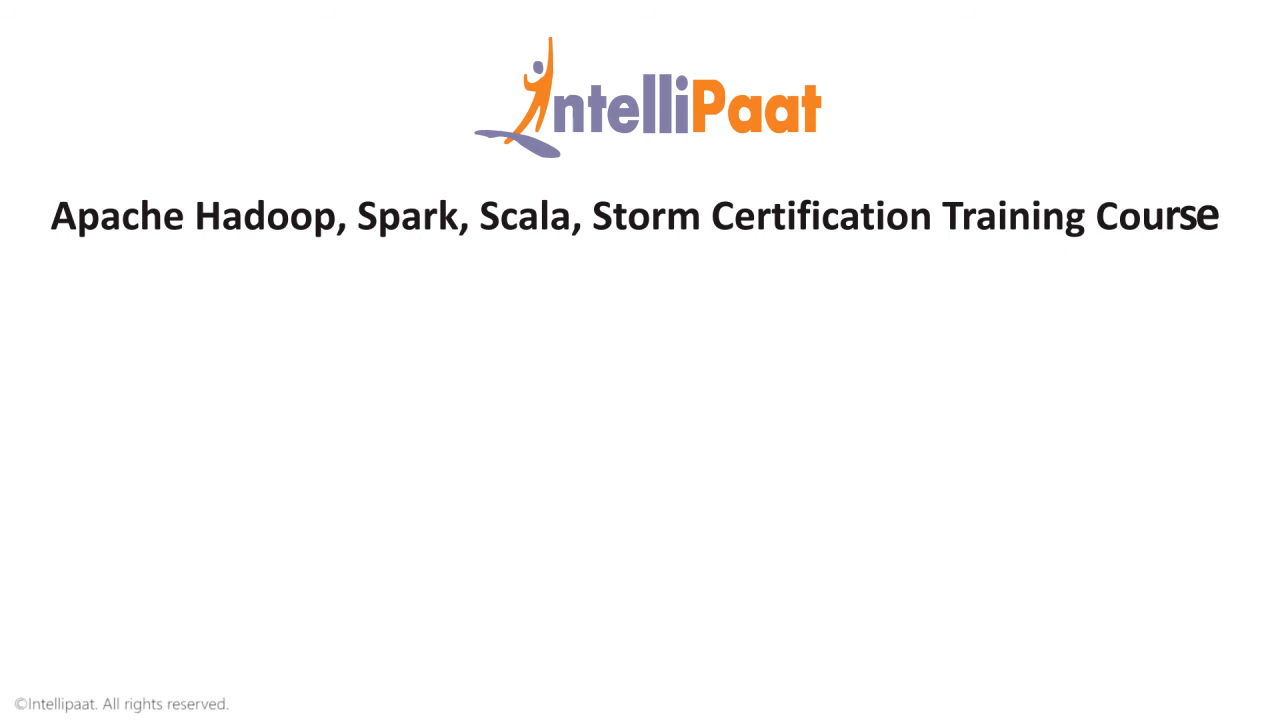 IntelliPaat
Apache Hadoop, Spark, Scala, Storm Certification Training Course
©Intellipaat. All rights reserved.